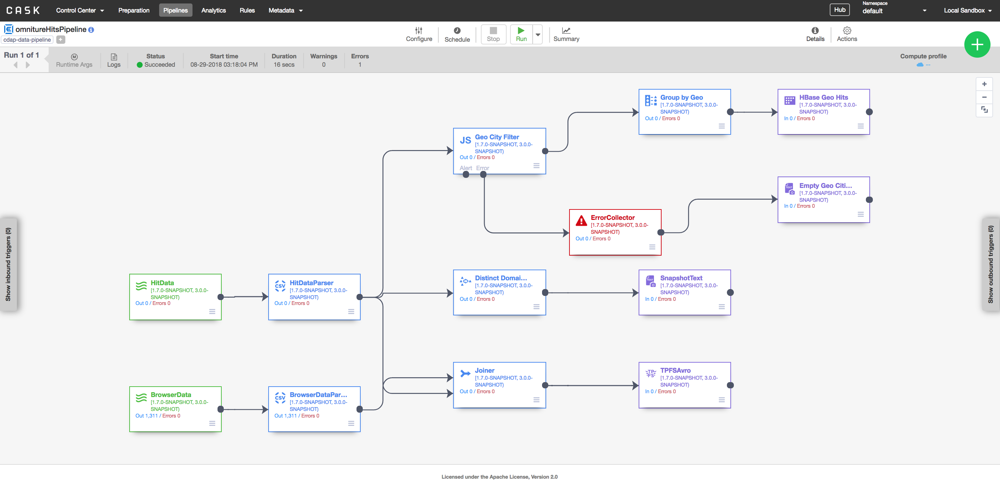 CASK
Control Center
Preparation
Pipelines
Analytics
Rules
Metadata
Hub
Namespace
default
Local Sandbox
omnitureHitsPipeline
cdap-data-pipeline
+
Configure
Schedule
Stop
Run
Summary
Details
Actions
Run 1 of 1
M
Runtime Args
Logs
Status
Succeeded
Start time
08-29-2018 03:18:04 PM
Duration
16 secs
Warnings
0
Errors
1
Compute profile
--
Group by Geo
[1.7.0-SNAPSHOT, 3.0.0-
SNAPSHOT)
Out 0 / Errors 0
HBase Geo Hits
[1.7.0-SNAPSHOT, 3.0.0-
SNAPSHOT)
In 0 / Errors 0
JS
Geo City Filter
[1.7.0-SNAPSHOT, 3.0.0-
SNAPSHOT)
Out 0 / Errors 0
Alert Error
TEXT
Empty Geo Citi...
[1.7.0-SNAPSHOT, 3.0.0-
SNAPSHOT)
In 0 / Errors 0
ErrorCollector
[1.7.0-SNAPSHOT, 3.0.0-
SNAPSHOT)
Out 0 / Errors 0
Show inbound triggers (0)
Show outbound triggers (0)
HitData
[1.7.0-SNAPSHOT, 3.0.0-
SNAPSHOT)
Out 0 / Errors 0
CSV
HitDataParser
[1.7.0-SNAPSHOT, 3.0.0-
SNAPSHOT)
Out 0 / Errors 0
Distinct Domai...
[1.7.0-SNAPSHOT, 3.0.0-
SNAPSHOT)
Out 0 / Errors 0
TEXT
SnapshotText
[1.7.0-SNAPSHOT, 3.0.0-
SNAPSHOT)
In 0 / Errors 0
Joiner
[1.7.0-SNAPSHOT, 3.0.0-
SNAPSHOT)
Out 0 / Errors 0
TP
FS
TPFSAvro
[1.7.0-SNAPSHOT, 3.0.0-
SNAPSHOT)
In 0 / Errors 0
BrowserData
[1.7.0-SNAPSHOT, 3.0.0-
SNAPSHOT)
Out 1,311 / Errors 0
CSV
BrowserDataPar...
[1.7.0-SNAPSHOT, 3.0.0-
SNAPSHOT)
Out 1,311 / Errors 0
Licensed under the Apache License, Version 2.0